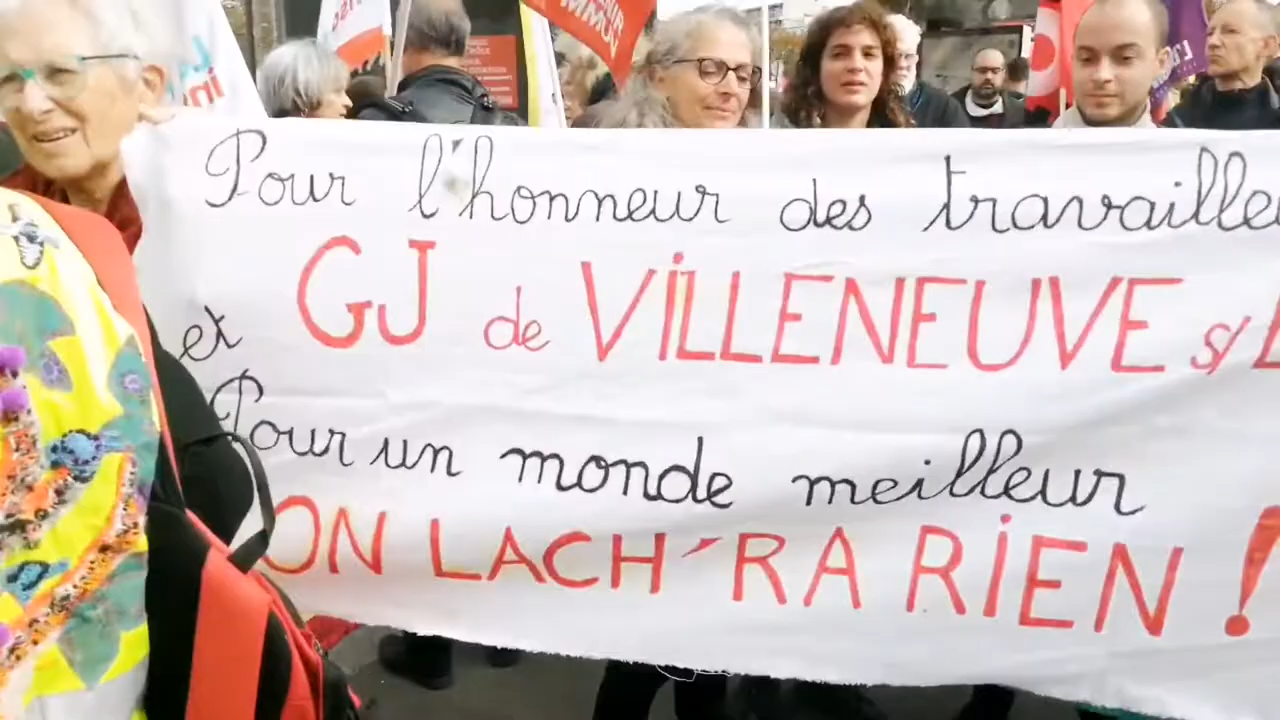 Pour l'honneur des travaille
et GJ de VILLENEUVE s/
Pour un monde meilleur
ON LACH'RA RIEN !